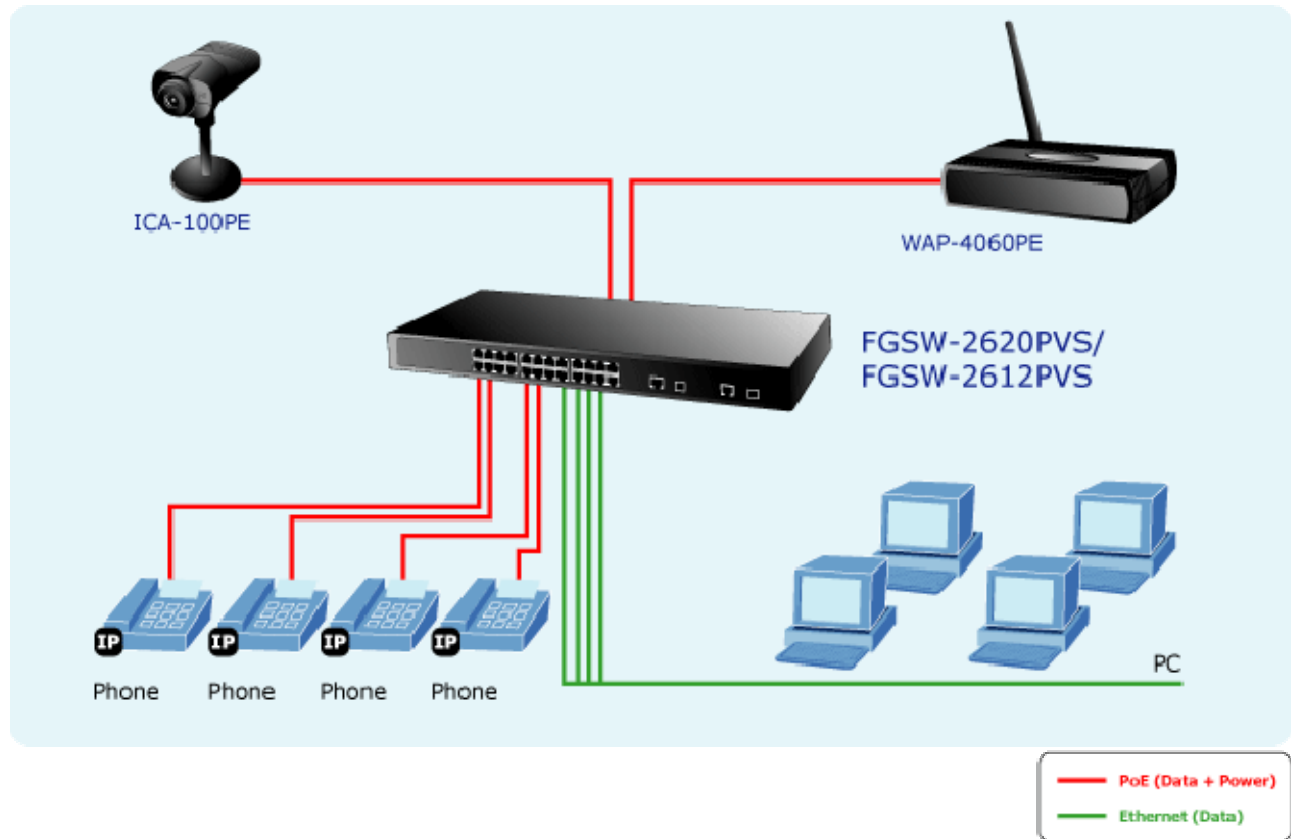 ICA-100PE
WAP-4060PE
FGSW-2620PVS/
FGSW-2612PVS
IP
IP
IP
IP
Phone
Phone
Phone
Phone
PC
PoE (Data + Power)
Ethernet (Data)